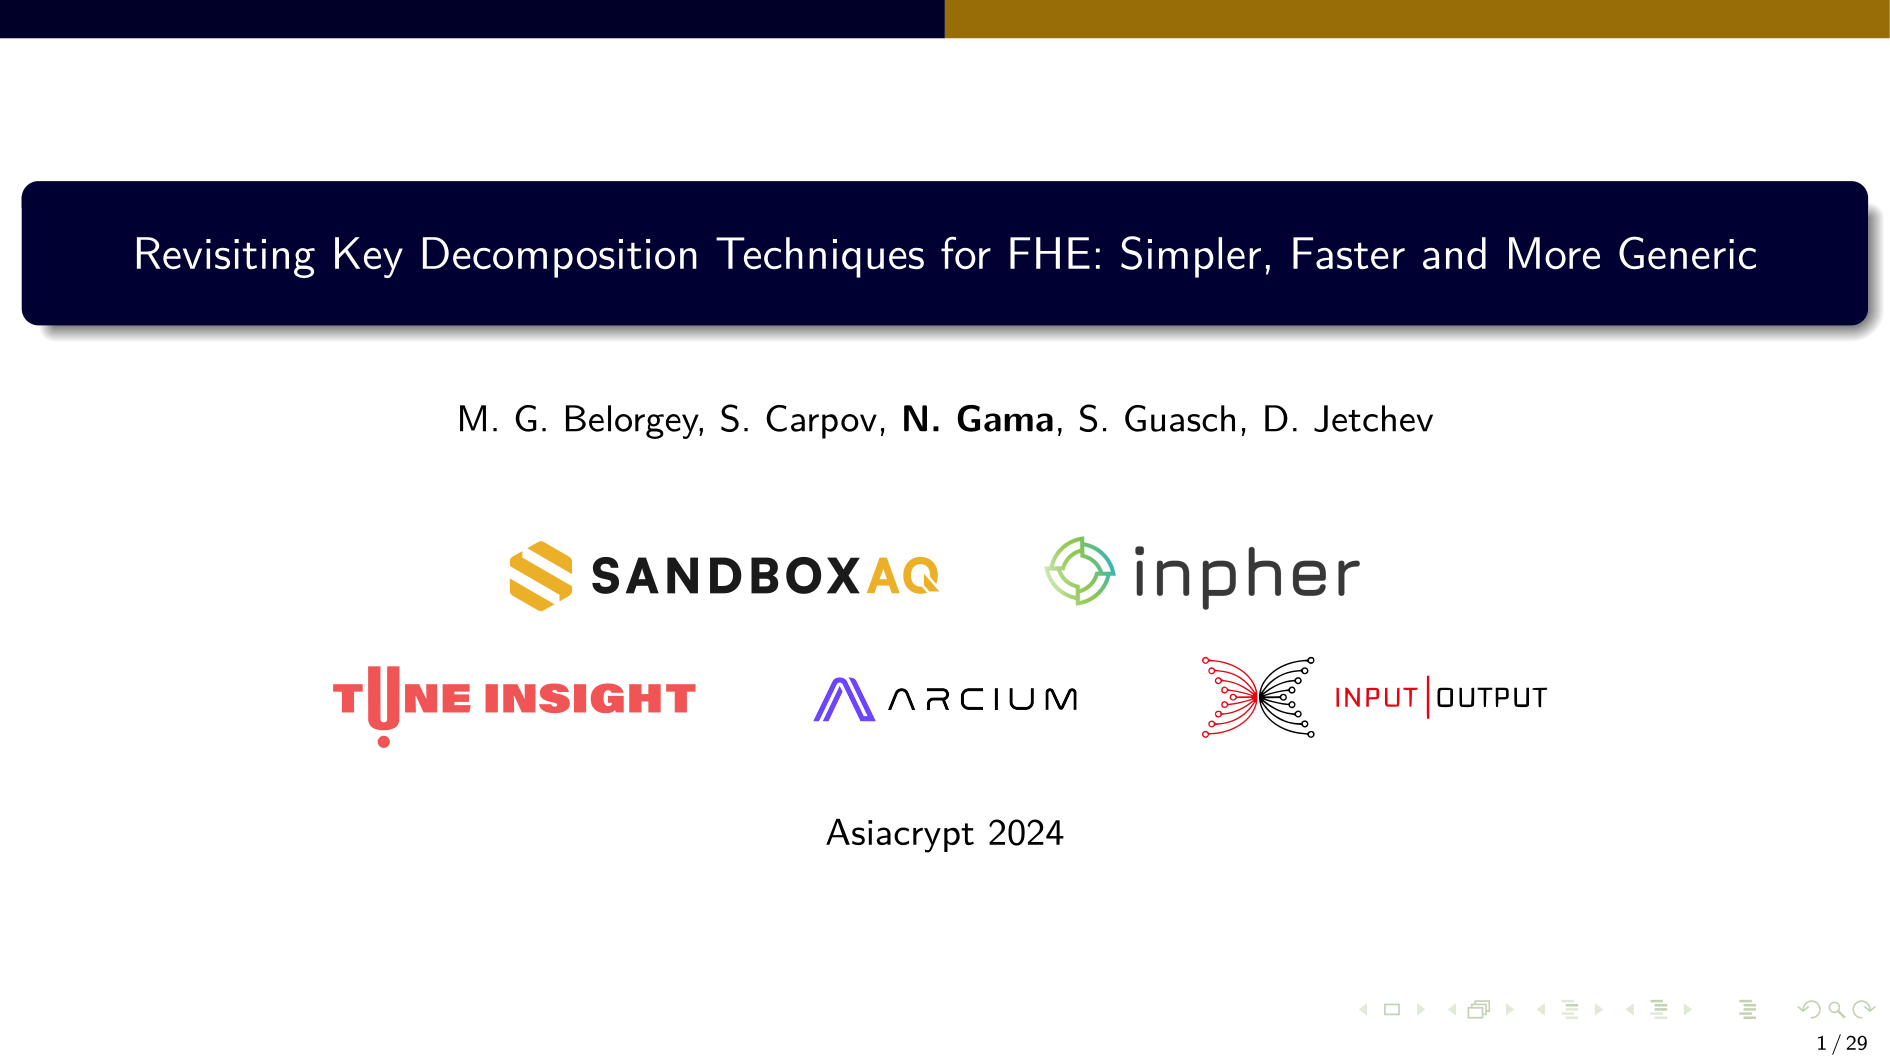 Revisiting Key Decomposition Techniques for FHE: Simpler, Faster and More Generic
M. G. Belorgey, S. Carpov, N. Gama, S. Guasch, D. Jetchev
SANDBOXAQ
inpher
TUNE INSIGHT
ARCIUM
INPUT | OUTPUT
Asiacrypt 2024
1 / 29